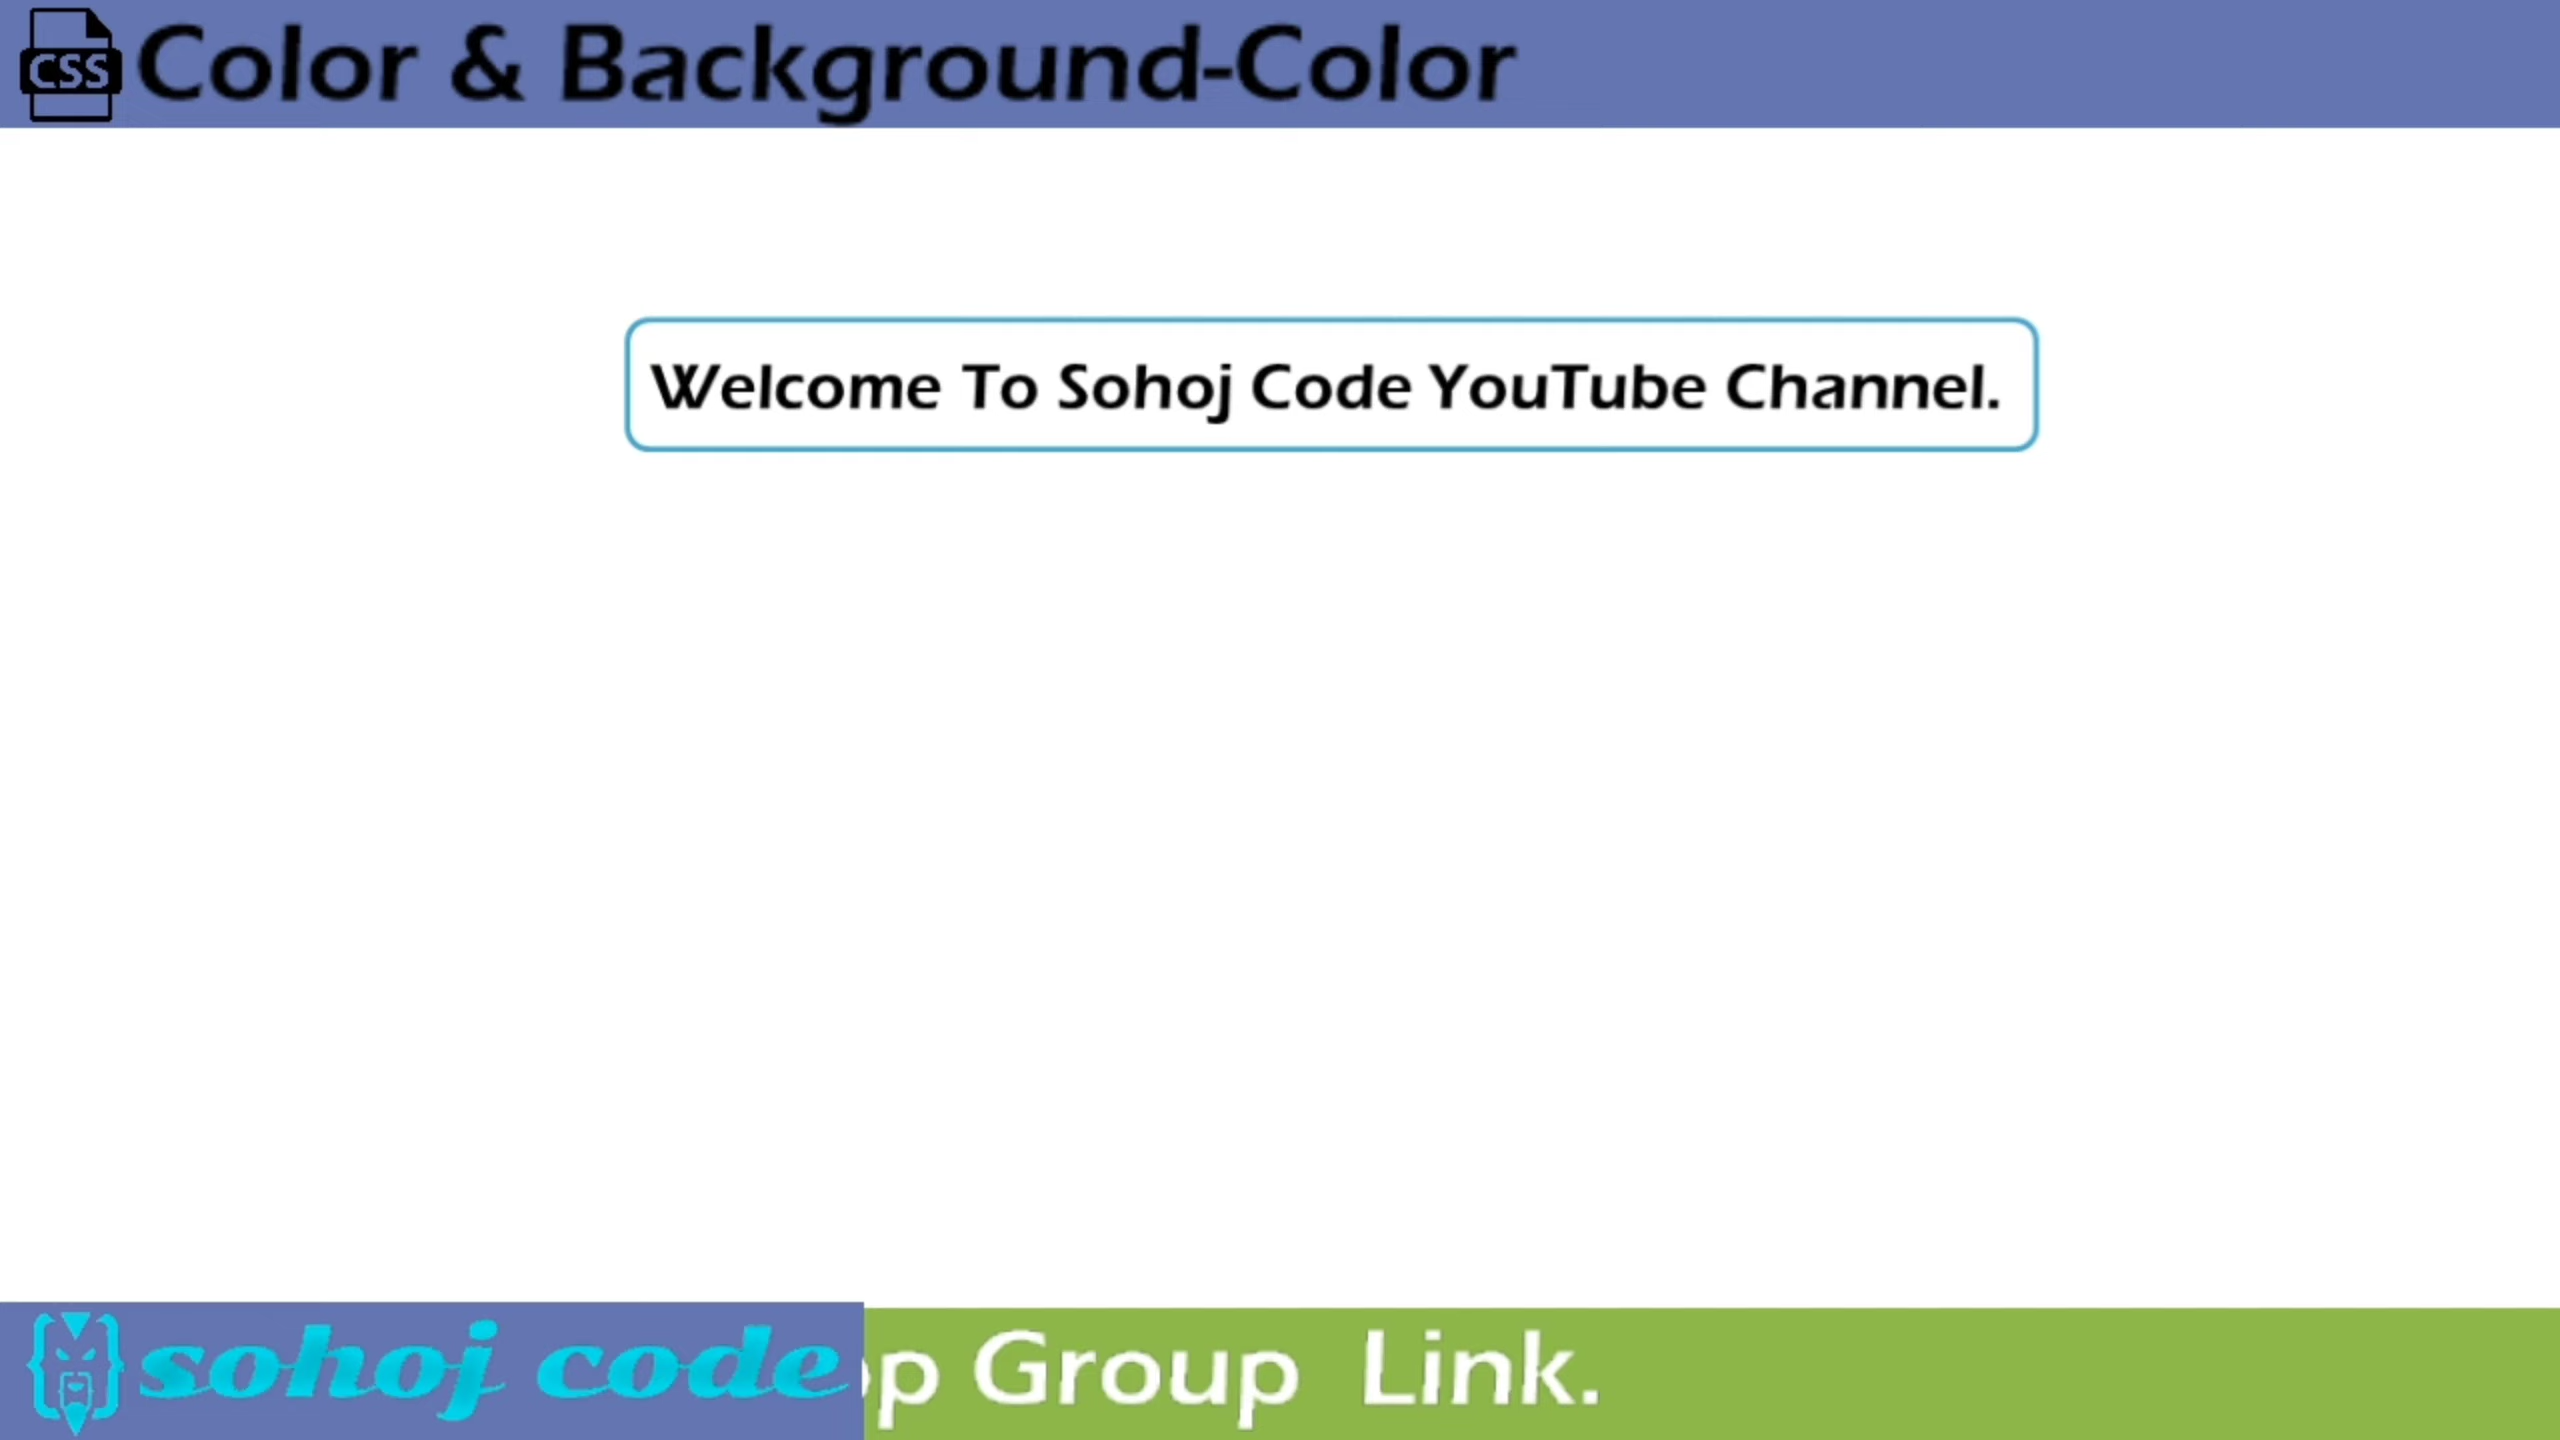 CSS Color & Background-Color
Welcome To Sohoj Code YouTube Channel.
sohoj code
Group Link.